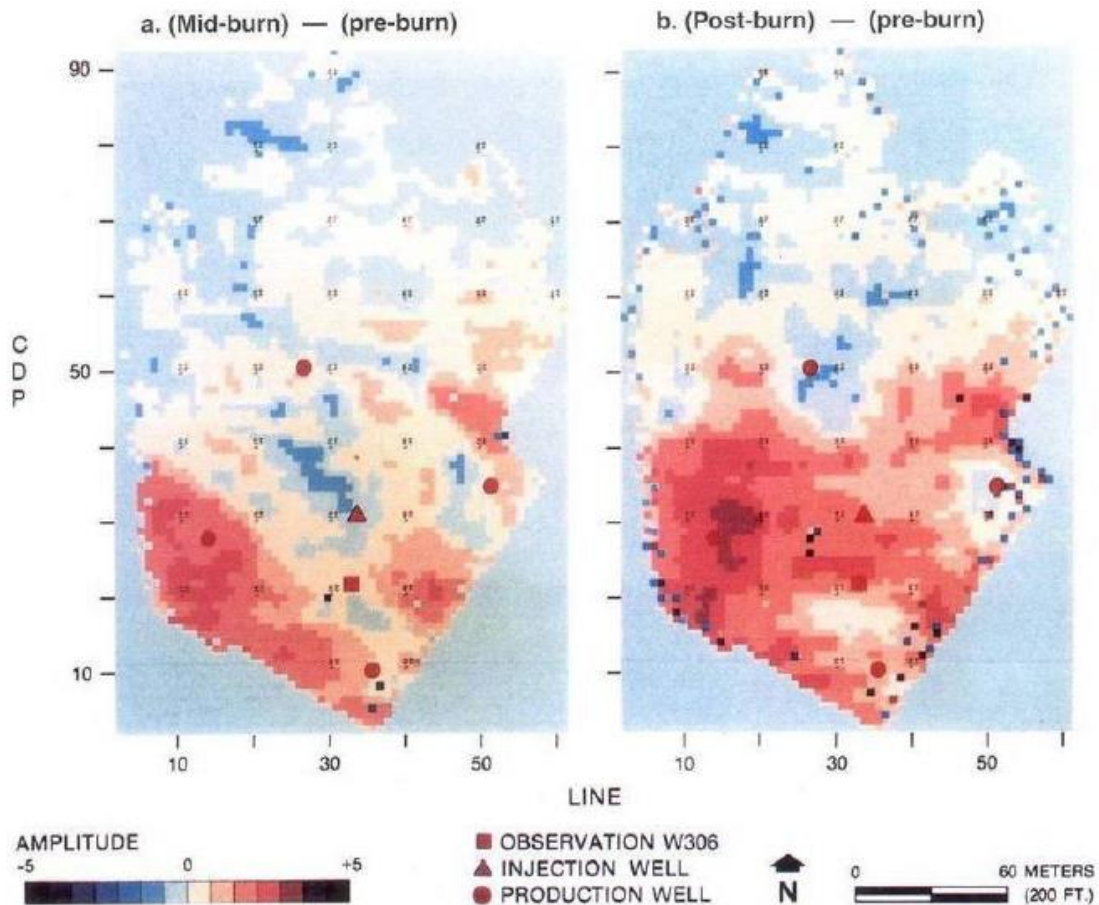 a. (Mid-burn) — (pre-burn)
b. (Post-burn) — (pre-burn)
90
50
10
C
D
P
10 30 50
10 30 50
LINE
AMPLITUDE
-5 0 +5
OBSERVATION W306
INJECTION WELL
PRODUCTION WELL
N
0 60 METERS
(200 FT.)